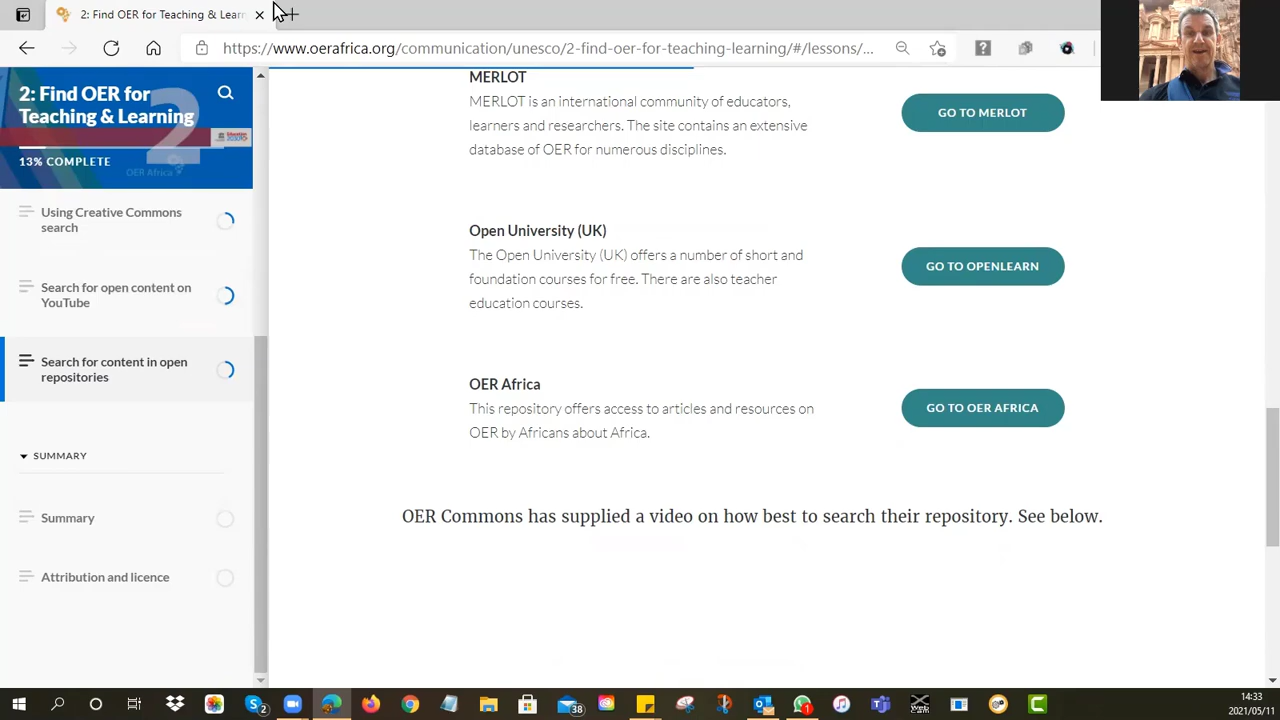 2: Find OER for Teaching & Learn
https://www.oerafrica.org/communication/unesco/2-find-oer-for-teaching-learning/#/lessons/...
2: Find OER for
Teaching & Learning
2
13% COMPLETE
OER Africa
Using Creative Commons
search
Search for open content on
YouTube
Search for content in open
repositories
SUMMARY
Summary
Attribution and licence
MERLOT
MERLOT is an international community of educators,
learners and researchers. The site contains an extensive
database of OER for numerous disciplines.
GO TO MERLOT
Open University (UK)
The Open University (UK) offers a number of short and
foundation courses for free. There are also teacher
education courses.
GO TO OPENLEARN
OER Africa
This repository offers access to articles and resources on
OER by Africans about Africa.
GO TO OER AFRICA
OER Commons has supplied a video on how best to search their repository. See below.
2
38
1
14:33
2021/05/11